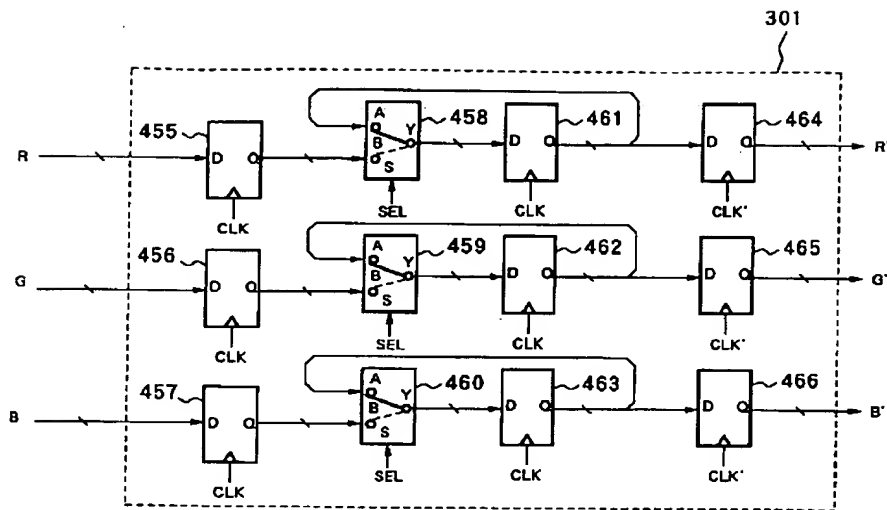 301
455
A
B
Y
S
458
461
464
R
D
Q
D
Q
D
Q
R'
CLK
SEL
CLK
CLK'
456
A
B
Y
S
459
462
465
G
D
Q
D
Q
D
Q
G'
CLK
SEL
CLK
CLK'
457
A
B
Y
S
460
463
466
B
D
Q
D
Q
D
Q
B'
CLK
SEL
CLK
CLK'